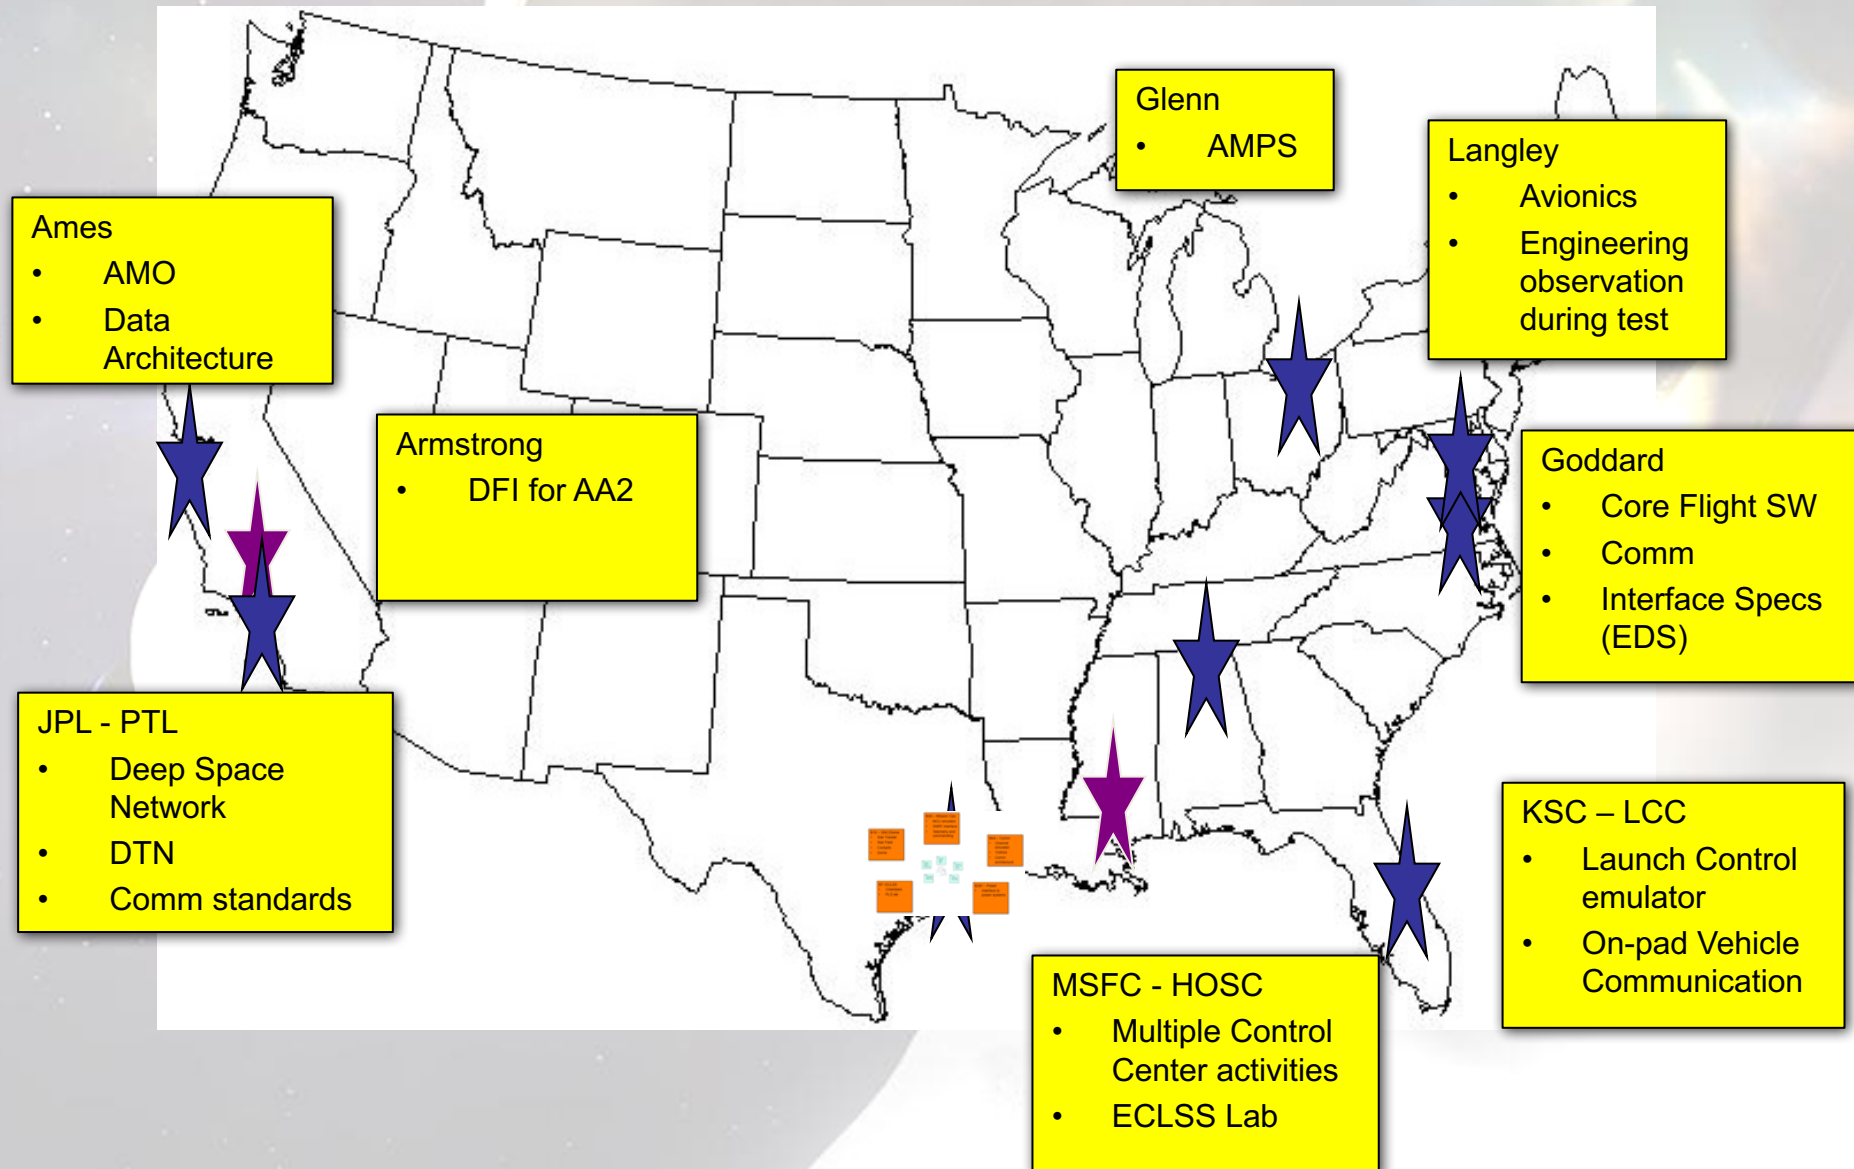 Glenn
• AMPS
Langley
• Avionics
• Engineering
observation
during test
Ames
• AMO
• Data
Architecture
Armstrong
• DFI for AA2
Goddard
• Core Flight SW
• Comm
• Interface Specs
(EDS)
JPL - PTL
• Deep Space
Network
• DTN
• Comm standards
KSC – LCC
• Launch Control
emulator
• On-pad Vehicle
Communication
MSFC - HOSC
• Multiple Control
Center activities
• ECLSS Lab